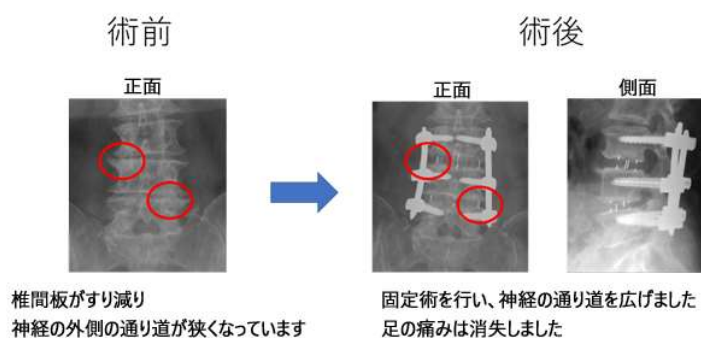 術前
術後
正面
正面
側面
椎間板がすり減り
神経の外側の通り道が狭くなっています
固定術を行い、神経の通り道を広げました
足の痛みは消失しました